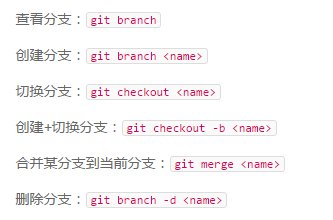 查看分支：git branch
创建分支：git branch <name>
切换分支：git checkout <name>
创建+切换分支：git checkout -b <name>
合并某分支到当前分支：git merge <name>
删除分支：git branch -d <name>